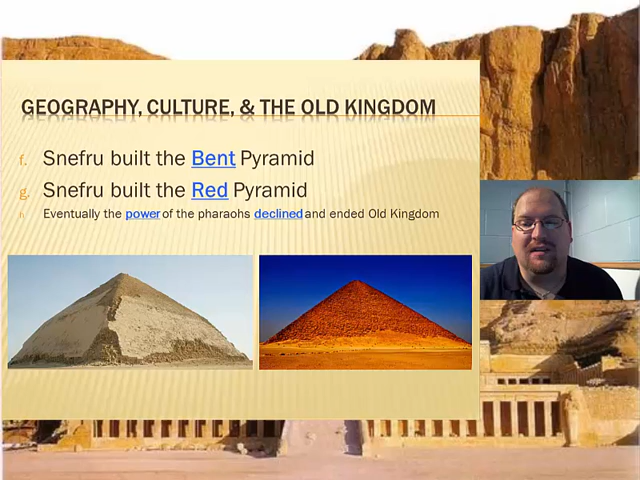 GEOGRAPHY, CULTURE, & THE OLD KINGDOM
f. Snefru built the Bent Pyramid
g. Snefru built the Red Pyramid
h. Eventually the power of the pharaohs declined and ended Old Kingdom